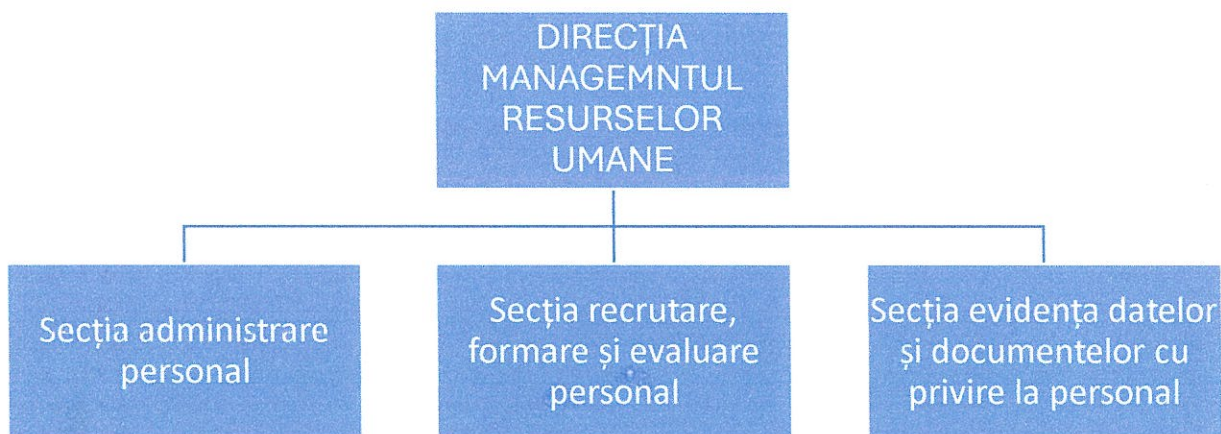 DIRECȚIA
MANAGEMNTUL
RESURSELOR
UMANE
Secția administrare
personal
Secția recrutare,
formare și evaluare
personal
Secția evidența datelor
și documentelor cu
privire la personal